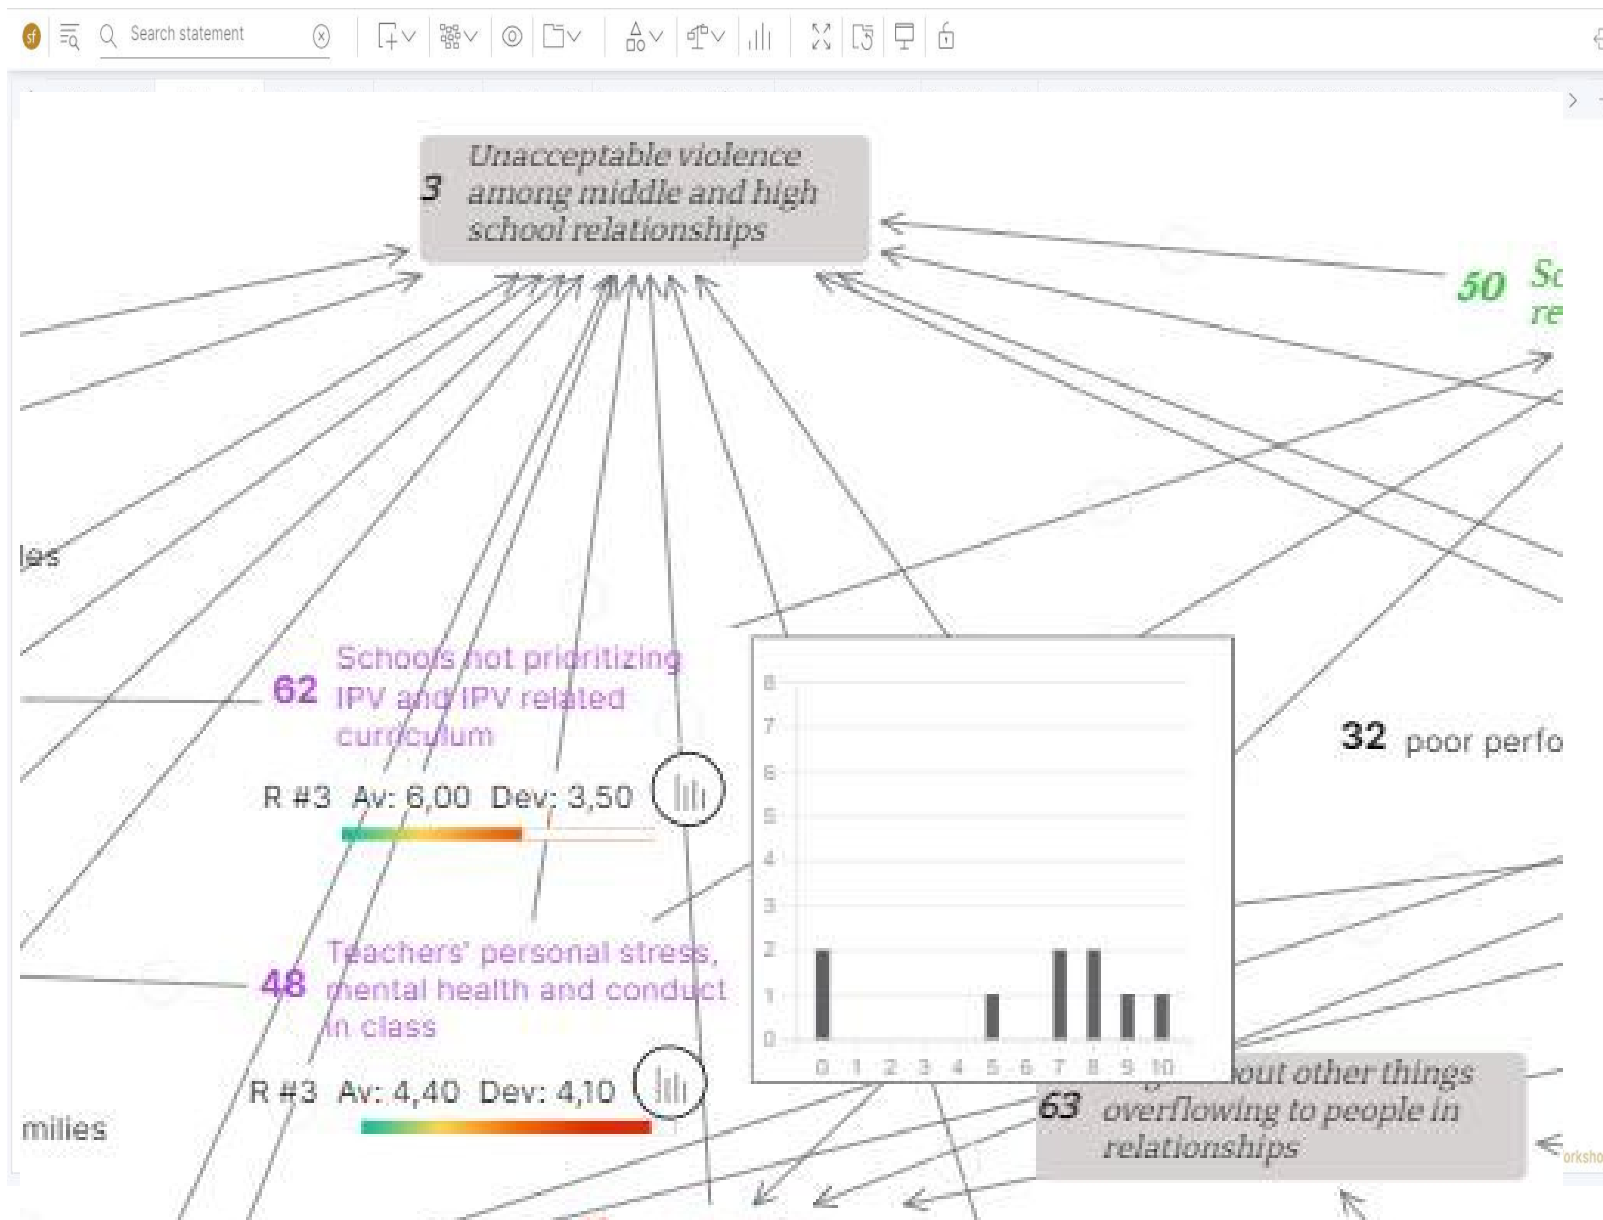 sf
Search statement
3
Unacceptable violence
among middle and high
school relationships
50
So
re
les
62
Schools not prioritizing
IPV and IPV related
curriculum
R #3 Av: 6,00 Dev: 3,50
8
7
6
5
4
3
2
1
0
0 1 2 3 4 5 6 7 8 9 10
32 poor perfo
48
Teachers' personal stress,
mental health and conduct
in class
R #3 Av: 4,40 Dev: 4,10
milies
63
out other things
overflowing to people in
relationships
orksho